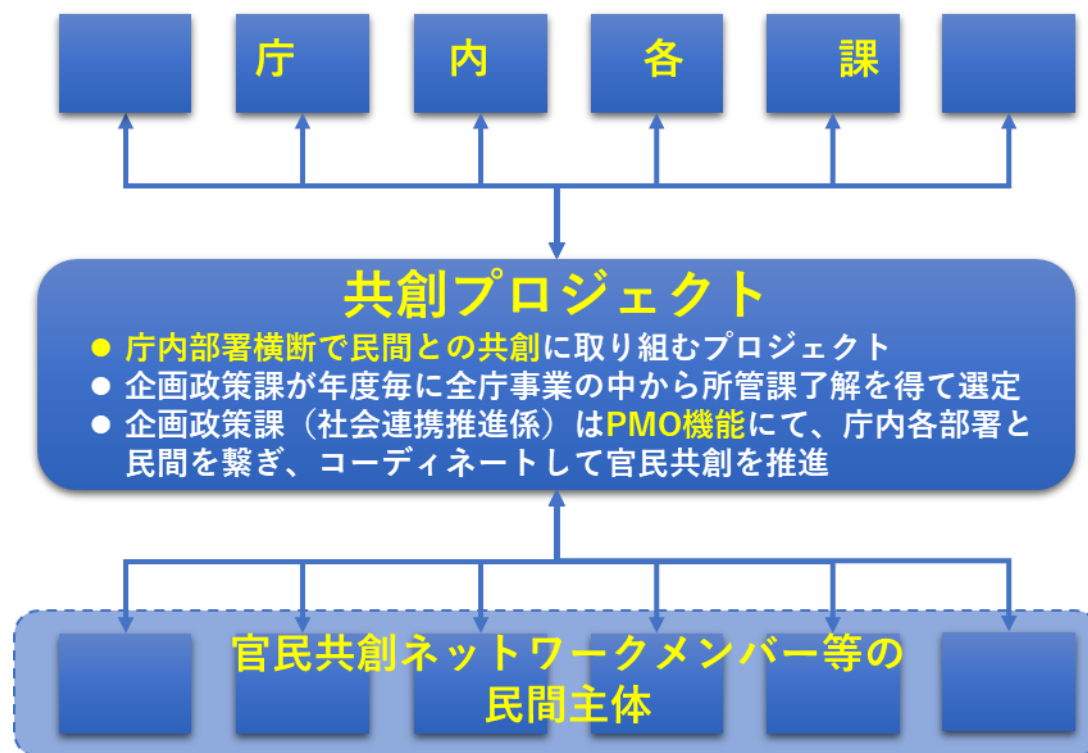 庁内各課
共創プロジェクト
● 庁内部署横断で民間との共創に取り組むプロジェクト
● 企画政策課が年度毎に全庁事業の中から所管課了解を得て選定
● 企画政策課（社会連携推進係）はPMO機能にて、庁内各部署と
民間を繋ぎ、コーディネートして官民共創を推進
官民共創ネットワークメンバー等の
民間主体